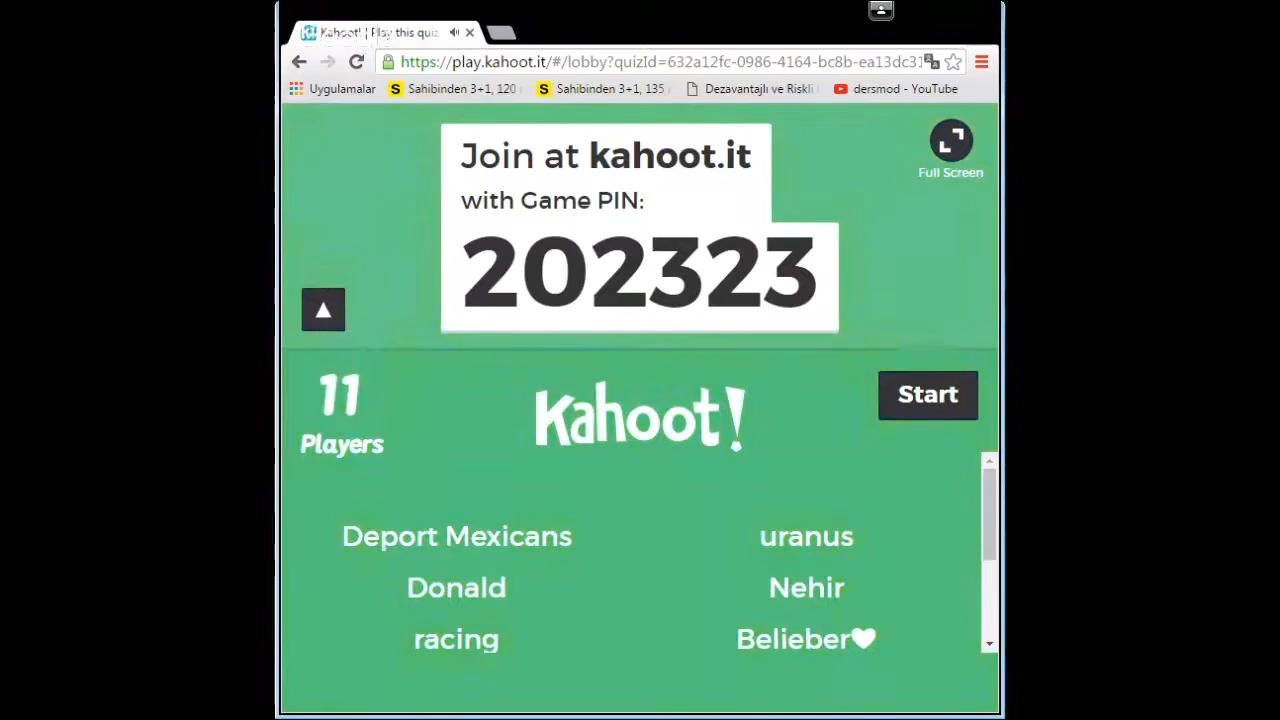 Kahoot! | Play this quiz
https://play.kahoot.it/#/lobby?quizId=632a12fc-0986-4164-bc8b-ea13dc31
Uygulamalar
Sahibinden 3+1, 120
Sahibinden 3+1, 135
Dezavantajlı ve Riskli
dersmod - YouTube
Join at kahoot.it
with Game PIN:
202323
Full Screen
11
Players
Kahoot!
Start
Deport Mexicans
uranus
Donald
Nehir
racing
Belieber♥